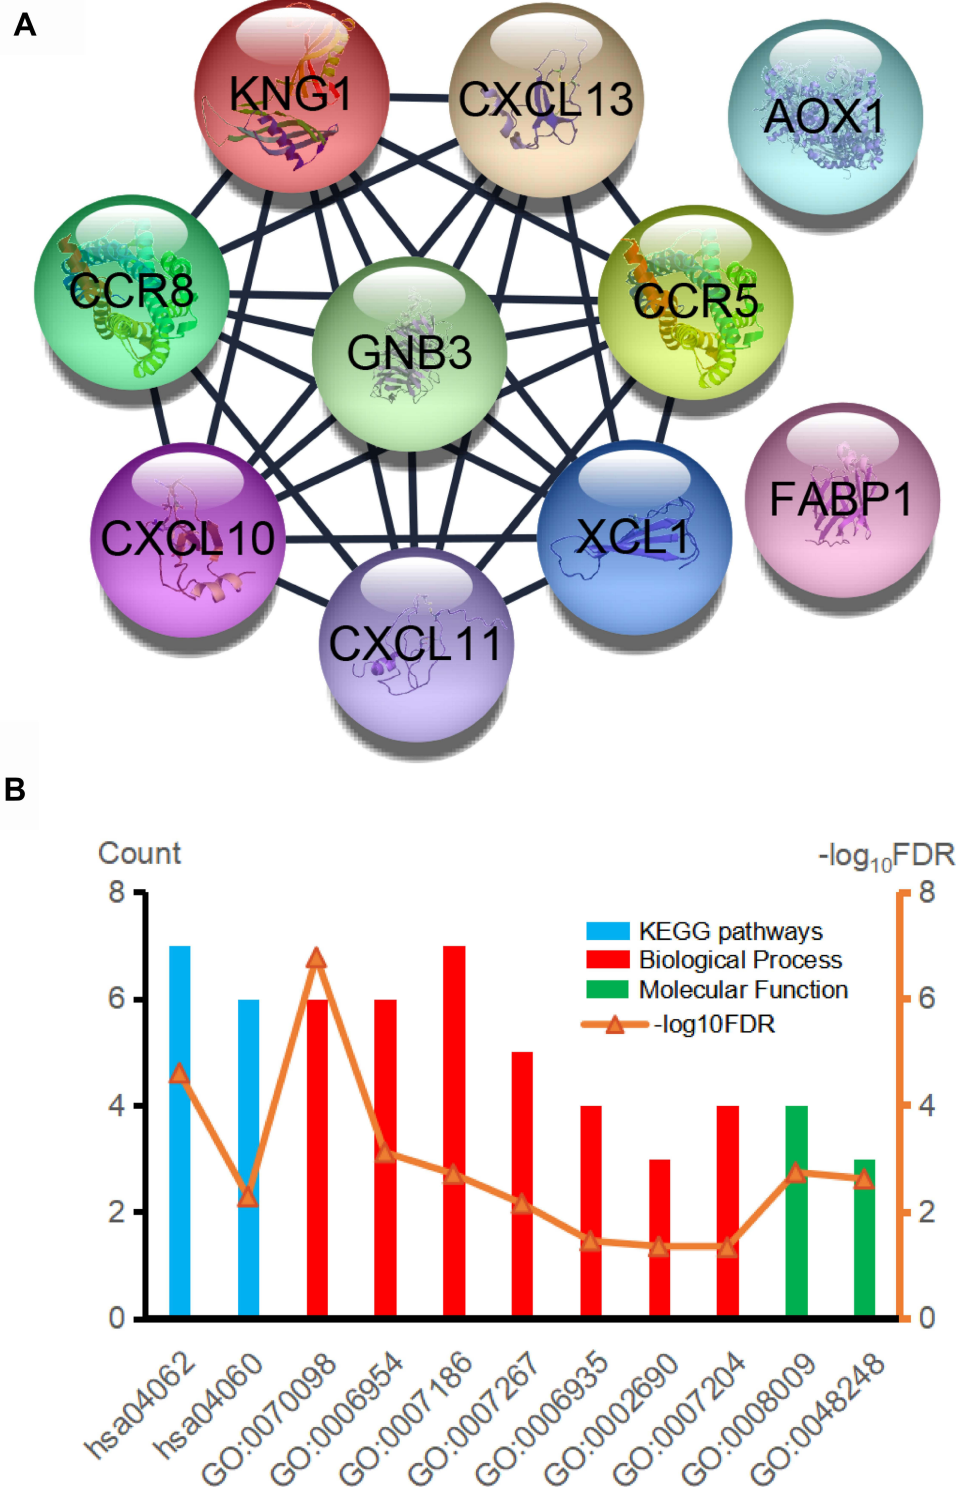 A
KNG1
CXCL13
AOX1
CCR8
CCR5
GNB3
FABP1
CXCL10
XCL1
CXCL11
B
Count
-log10FDR
8 8
6 6
4 4
2 2
0 0
KEGG pathways
Biological Process
Molecular Function
-log10FDR
hsa04062
hsa04060
GO:0070098
GO:0006954
GO:0007186
GO:0007267
GO:0006935
GO:0002690
GO:0007204
GO:0008009
GO:0048248